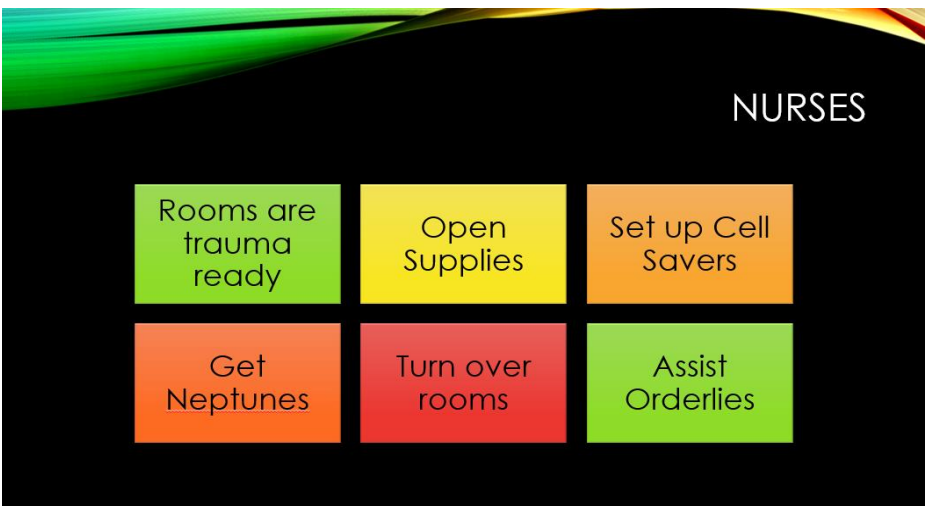 NURSES
Rooms are
trauma
ready
Open
Supplies
Set up Cell
Savers
Get
Neptunes
Turn over
rooms
Assist
Orderlies